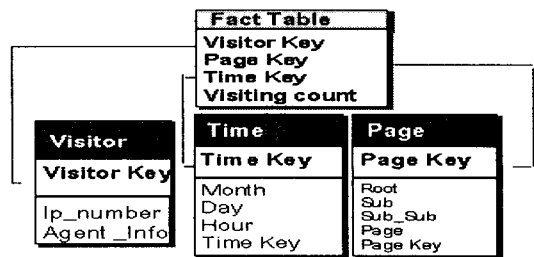 Fact Table
Visitor Key
Page Key
Time Key
Visiting count
Visitor
Visitor Key
Ip_number
Agent _Info
Time
Time Key
Month
Day
Hour
Time Key
Page
Page Key
Root
Sub
Sub_Sub
Page
Page Key